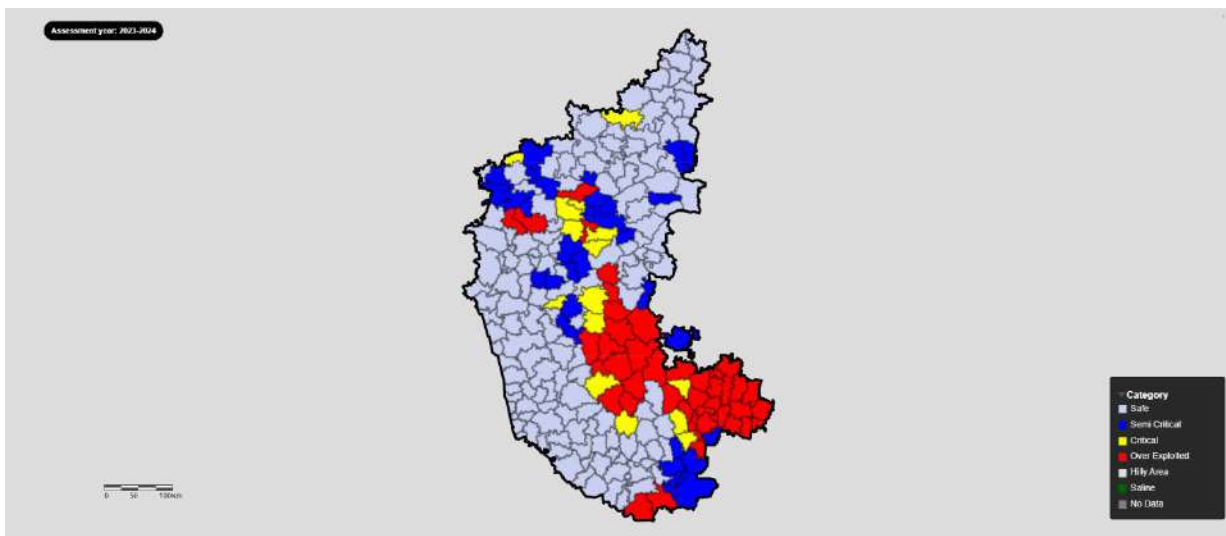 Assessment year: 2023-2024
Category
Safe
Semi Critical
Critical
Over Exploited
Hilly Area
Saline
No Data
0 50 100km